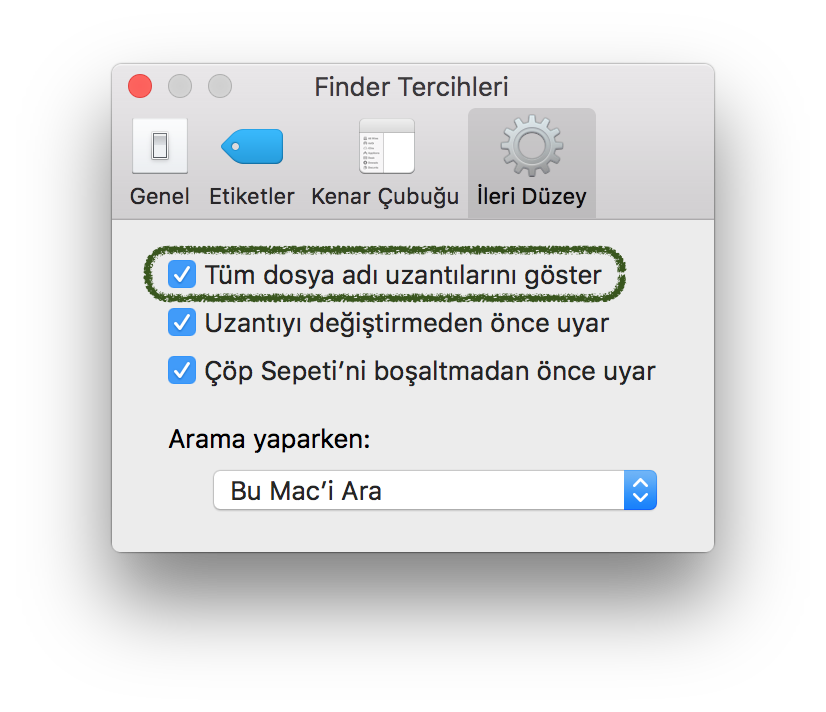 Finder Tercihleri
Genel Etiketler Kenar Çubuğu İleri Düzey
Tüm dosya adı uzantılarını göster
Uzantıyı değiştirmeden önce uyar
Çöp Sepeti’ni boşaltmadan önce uyar
Arama yaparken:
Bu Mac’i Ara